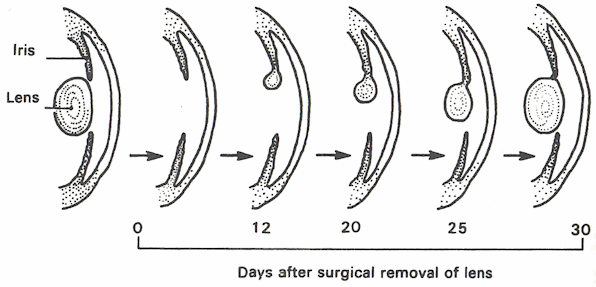 Iris
Lens
0 12 20 25 30
Days after surgical removal of lens